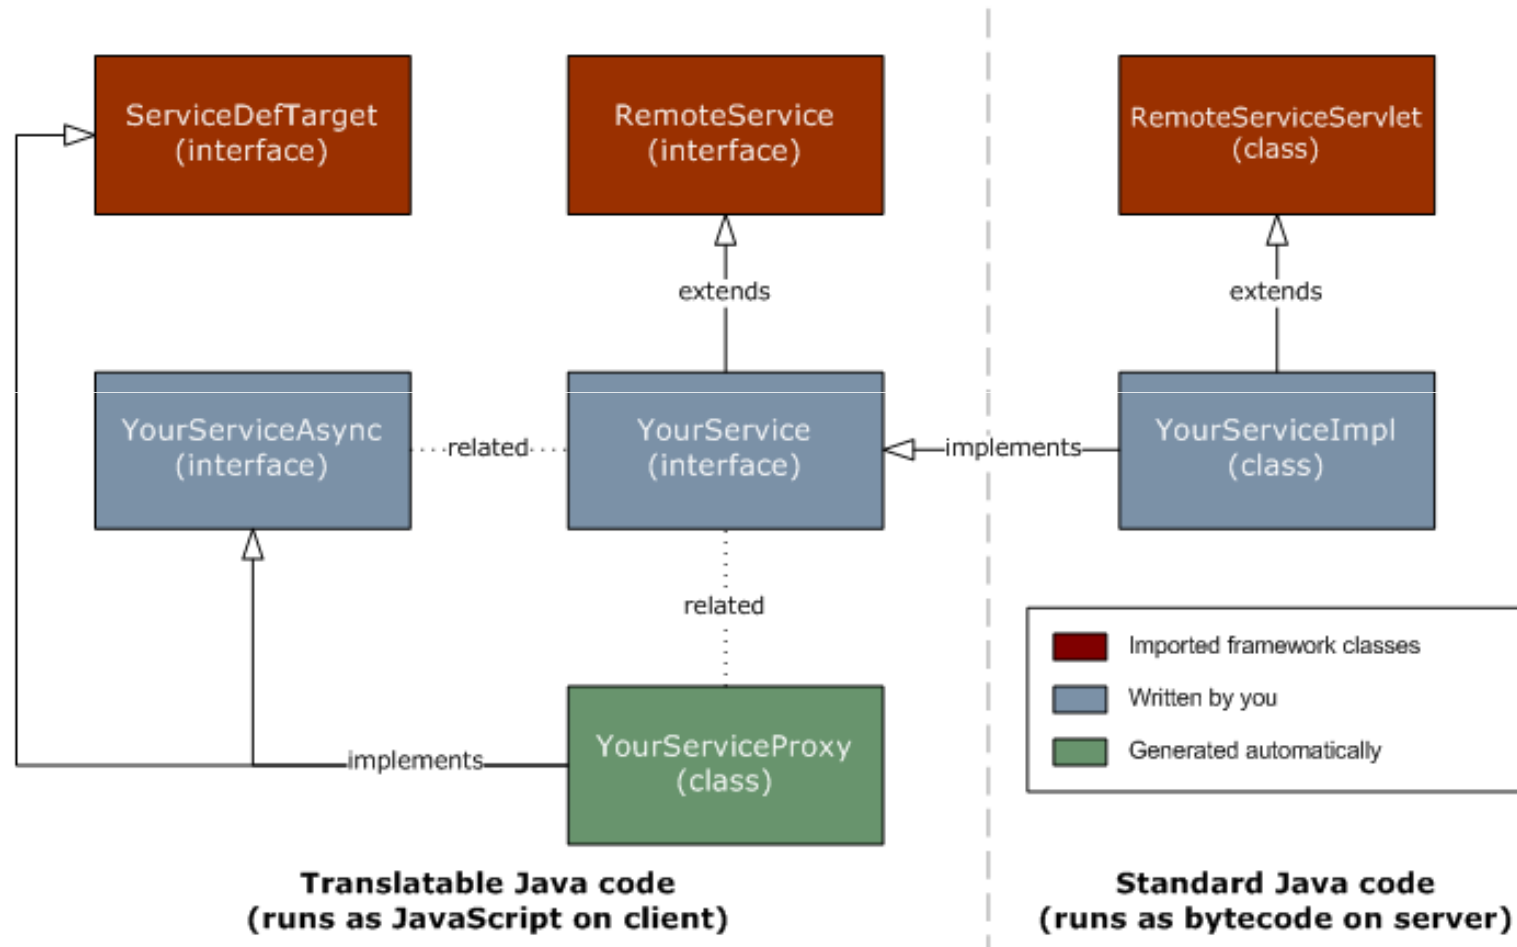 ServiceDefTarget
(interface)
RemoteService
(interface)
RemoteServiceServlet
(class)
extends
extends
YourServiceAsync
(interface)
related
YourService
(interface)
implements
YourServiceImpl
(class)
related
implements
YourServiceProxy
(class)
Imported framework classes
Written by you
Generated automatically
Translatable Java code
(runs as JavaScript on client)
Standard Java code
(runs as bytecode on server)